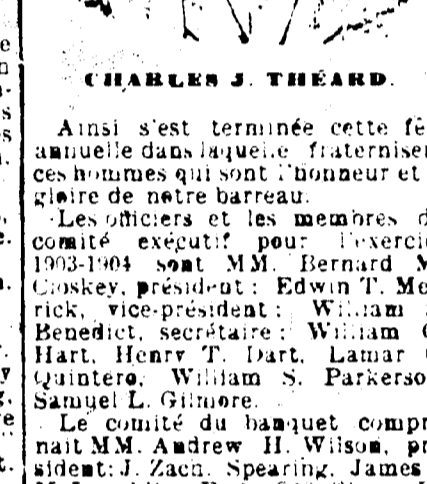 CHARLES J. THÉARD.
Ainsi s'est terminée cette fê
annuelle dans laquelle fraternise
ces hommes qui sont l'honneur et
gloire de notre barreau.
Les officiers et les membres d
comité exécutif pour l'exerci
1903-1904 sont MM. Bernard M
Closkey, président; Edwin T. Me
rick, vice-président; William
Benedict, secrétaire; William
Hart, Henry T. Dart, Lamar
Quintero, William S. Parkerso
Samuel L. Gilmore.
Le comité du banquet compr
nait MM. Andrew H. Wilson, pr
sident; J. Zach. Spearing, James